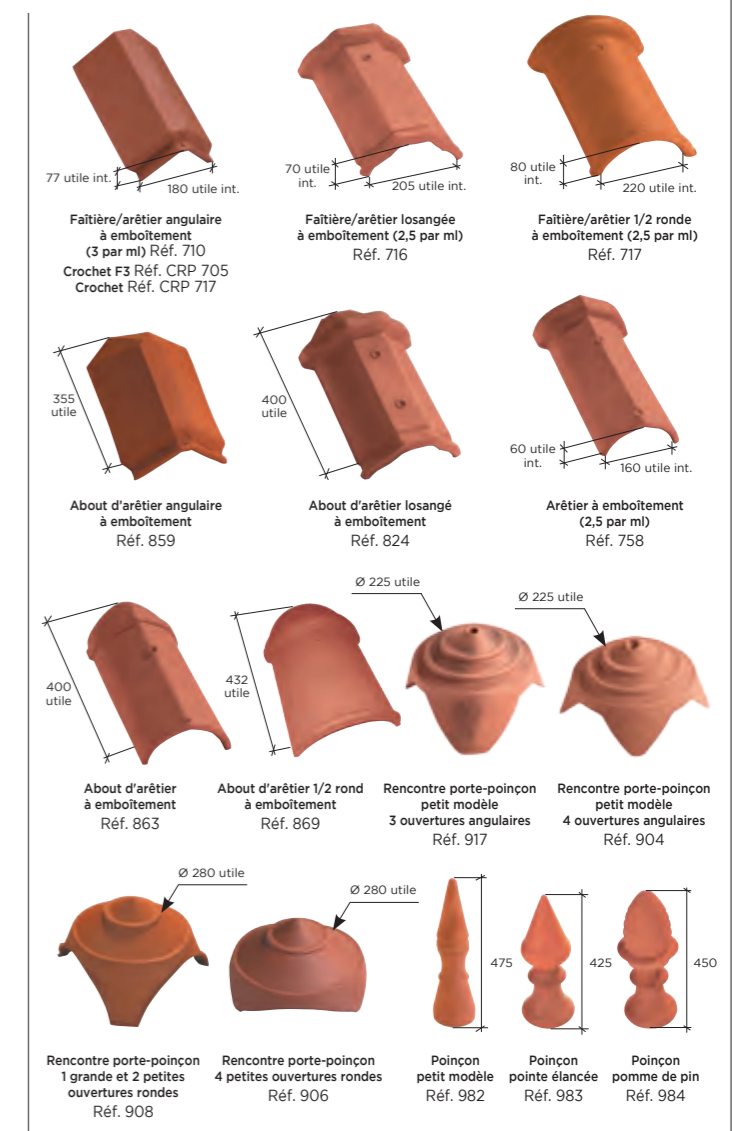 77 utile int.
180 utile int.
Faîtière/arêtier angulaire
à emboîtement
(3 par ml) Réf. 710
Crochet F3 Réf. CRP 705
Crochet Réf. CRP 717
70 utile
int.
205 utile int.
Faîtière/arêtier losangée
à emboîtement (2,5 par ml)
Réf. 716
80 utile
int.
220 utile int.
Faîtière/arêtier 1/2 ronde
à emboîtement (2,5 par ml)
Réf. 717
355
utile
About d'arêtier angulaire
à emboîtement
Réf. 859
400
utile
About d'arêtier losangé
à emboîtement
Réf. 824
60 utile
int.
160 utile int.
Arêtier à emboîtement
(2,5 par ml)
Réf. 758
400
utile
About d'arêtier
à emboîtement
Réf. 863
432
utile
About d'arêtier 1/2 rond
à emboîtement
Réf. 869
Ø 225 utile
Rencontre porte-poinçon
petit modèle
3 ouvertures angulaires
Réf. 917
Ø 225 utile
Rencontre porte-poinçon
petit modèle
4 ouvertures angulaires
Réf. 904
Ø 280 utile
Rencontre porte-poinçon
1 grande et 2 petites
ouvertures rondes
Réf. 908
Ø 280 utile
Rencontre porte-poinçon
4 petites ouvertures rondes
Réf. 906
475
Poinçon
petit modèle
Réf. 982
425
Poinçon
pointe élancée
Réf. 983
450
Poinçon
pomme de pin
Réf. 984